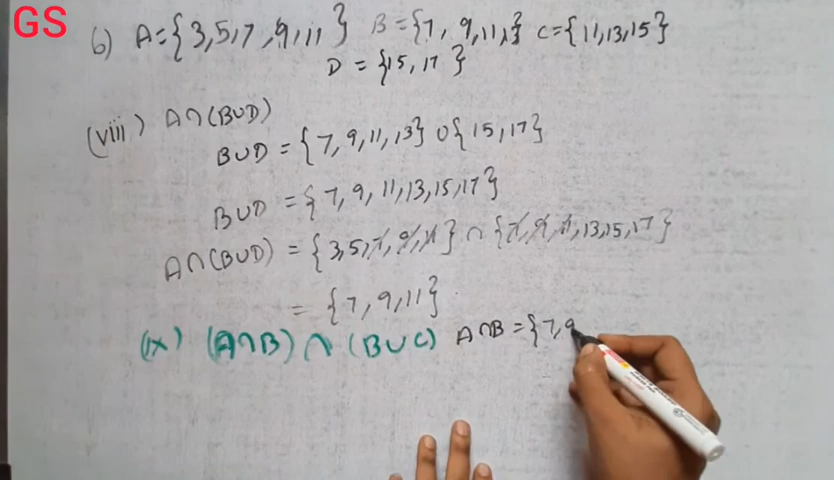 GS
6) A={3,5,7,9,11} B={7,9,11, } C={11,13,15}
D = {15,17}
(viii) A∩(B∪D)
B∪D = {7,9,11,13} ∪ {15,17}
B∪D = {7,9,11,13,15,17}
A∩(B∪D) = {3,5,7,9,11} ∩ {7,9,11,13,15,17}
= {7,9,11}
(ix) (A∩B) ∩ (B∪C) A∩B = {7,9